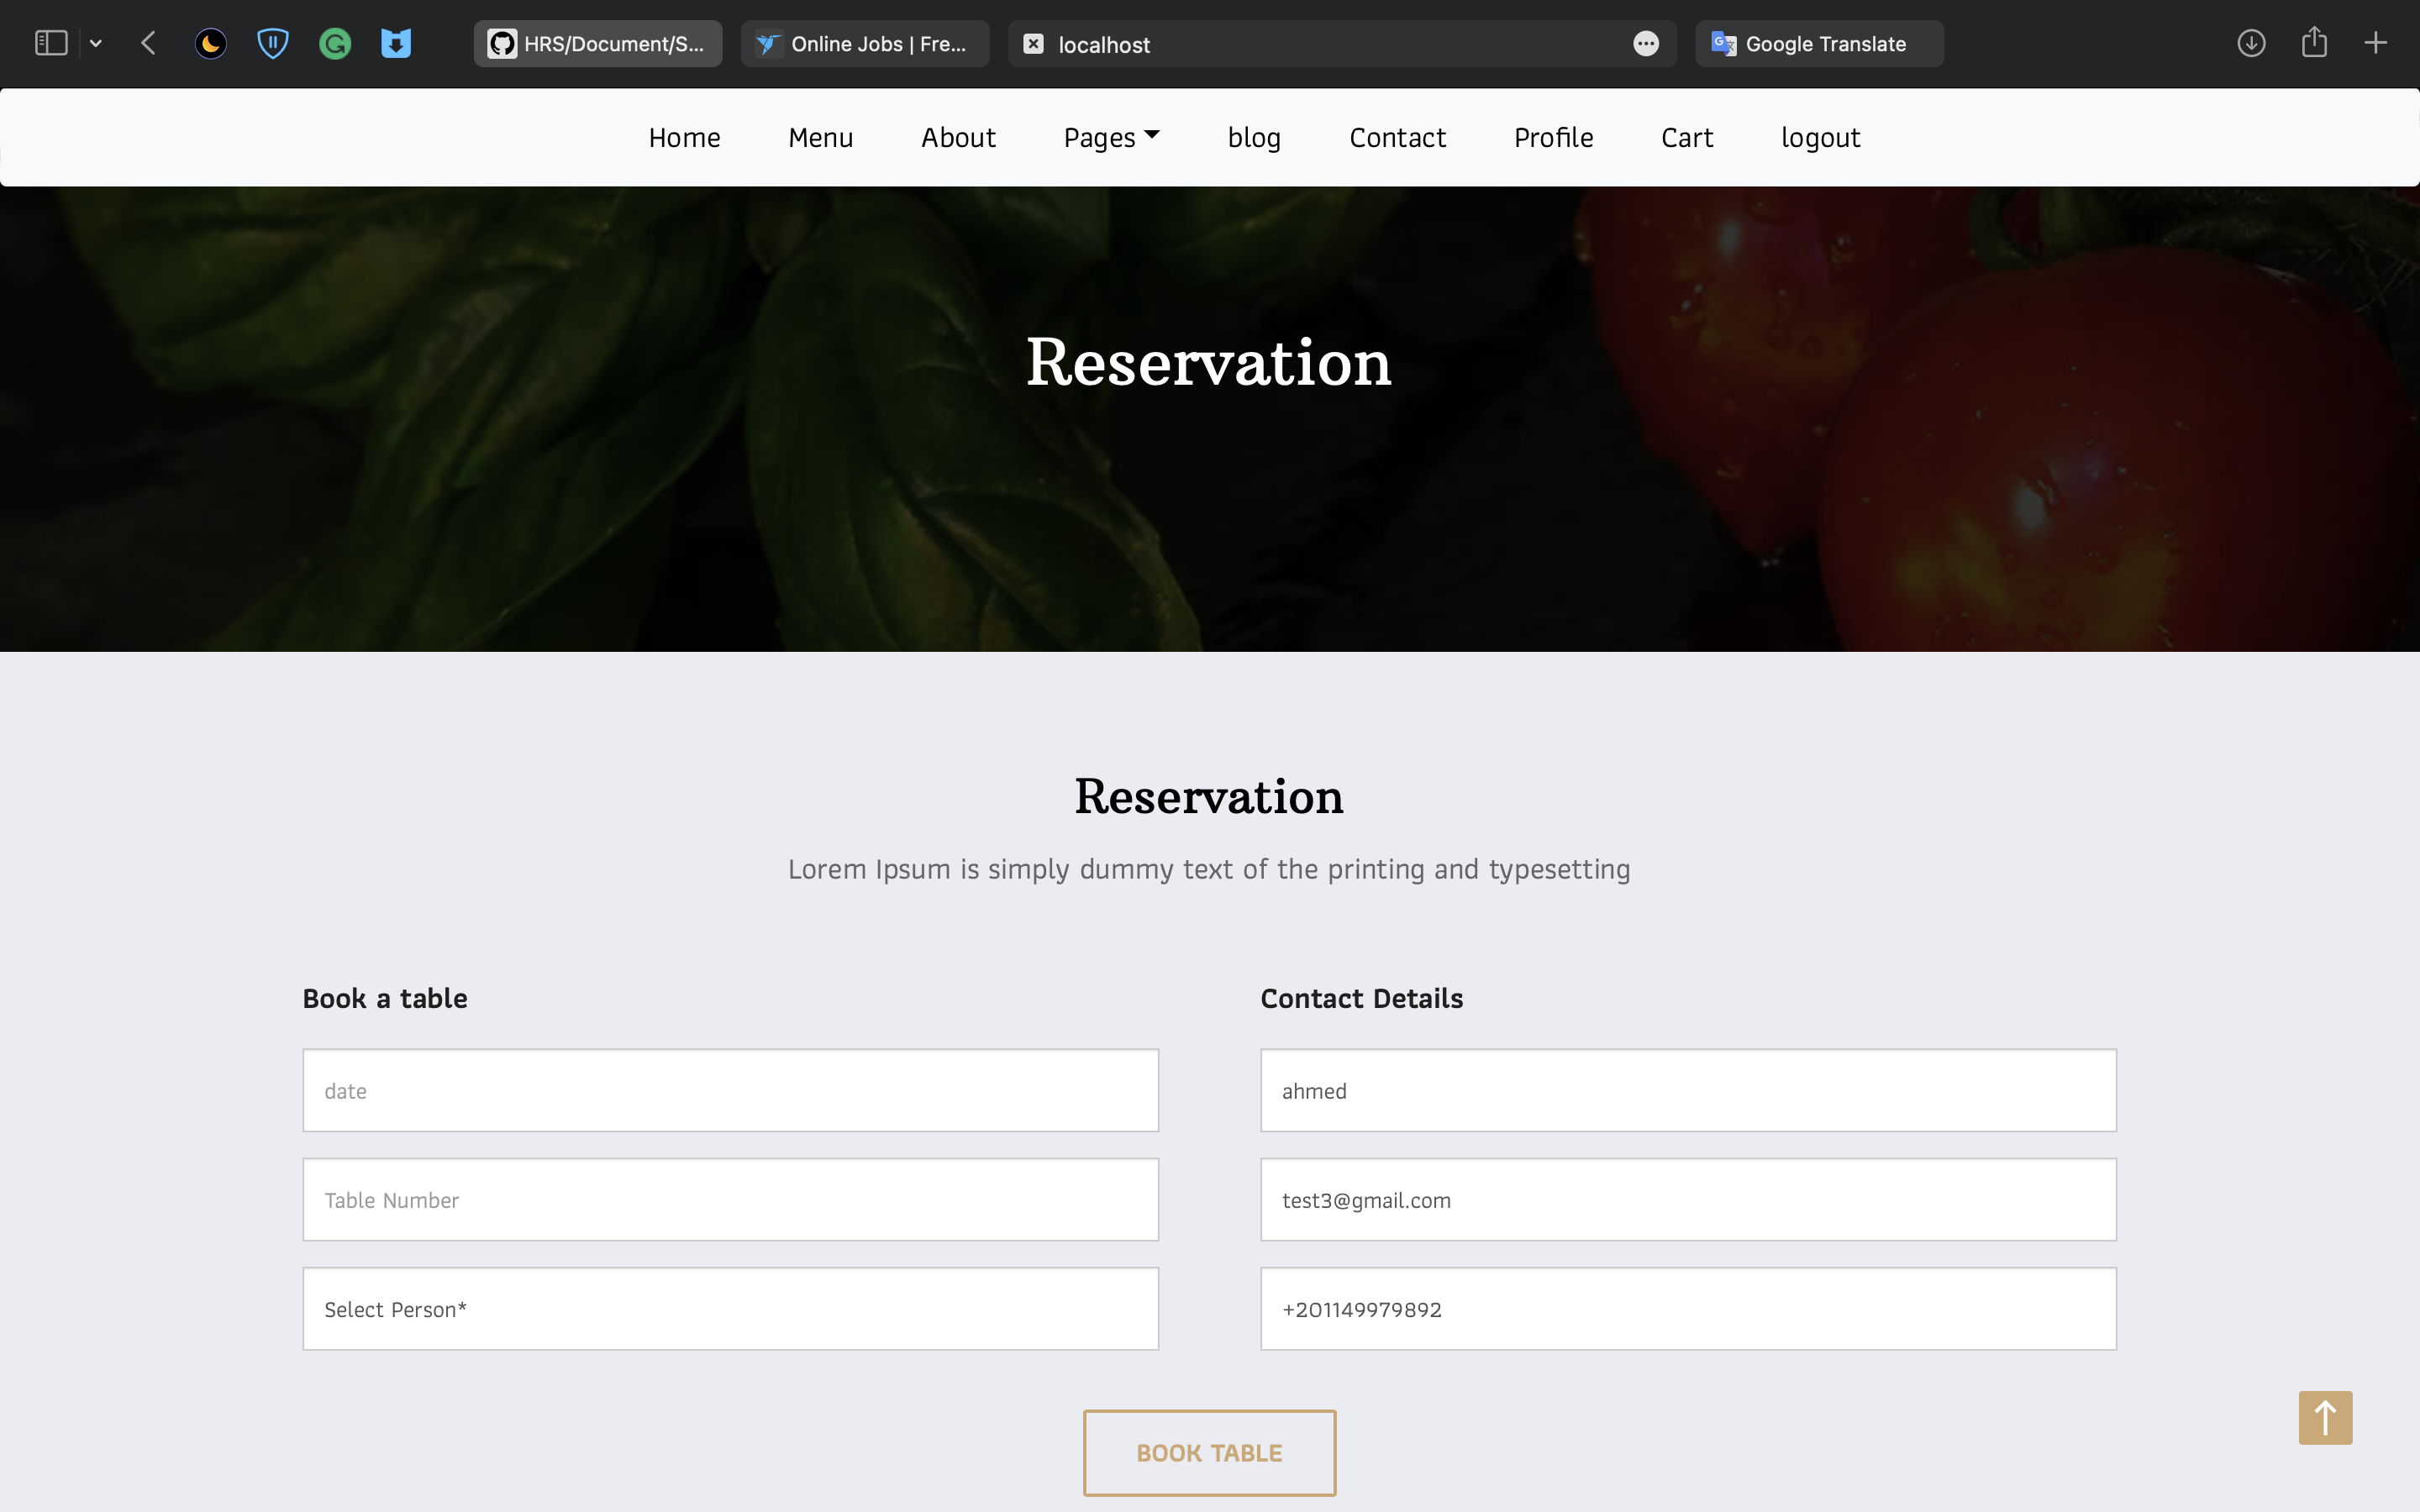 HRS/Document/S...
Online Jobs | Fre...
localhost
Google Translate
Home Menu About Pages blog Contact Profile Cart logout
Reservation
Reservation
Lorem Ipsum is simply dummy text of the printing and typesetting
Book a table
date
Table Number
Select Person*
Contact Details
ahmed
test3@gmail.com
+201149979892
BOOK TABLE